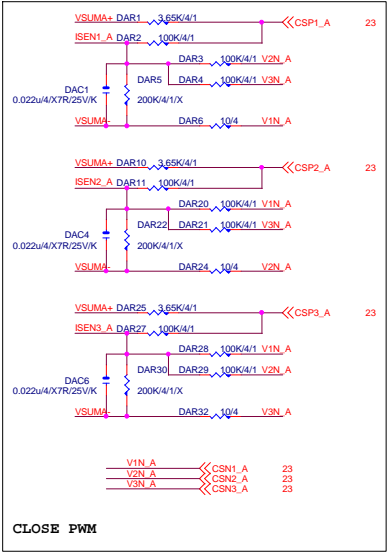 VSUMA+ DAR1 3.65K/4/1 CSP1_A 23
ISEN1_A DAR2 100K/4/1
DAR3 100K/4/1 V2N_A
DAC1 DAR5 DAR4 100K/4/1 V3N_A
0.022u/4/X7R/25V/K 200K/4/1/X
VSUMA- DAR6 10/4 V1N_A
VSUMA+ DAR10 3.65K/4/1 CSP2_A 23
ISEN2_A DAR11 100K/4/1
DAR20 100K/4/1 V1N_A
DAC4 DAR22 DAR21 100K/4/1 V3N_A
0.022u/4/X7R/25V/K 200K/4/1/X
VSUMA- DAR24 10/4 V2N_A
VSUMA+ DAR25 3.65K/4/1 CSP3_A 23
ISEN3_A DAR27 100K/4/1
DAR28 100K/4/1 V1N_A
DAC6 DAR30 DAR29 100K/4/1 V2N_A
0.022u/4/X7R/25V/K 200K/4/1/X
VSUMA- DAR32 10/4 V3N_A
V1N_A CSN1_A 23
V2N_A CSN2_A 23
V3N_A CSN3_A 23
CLOSE PWM